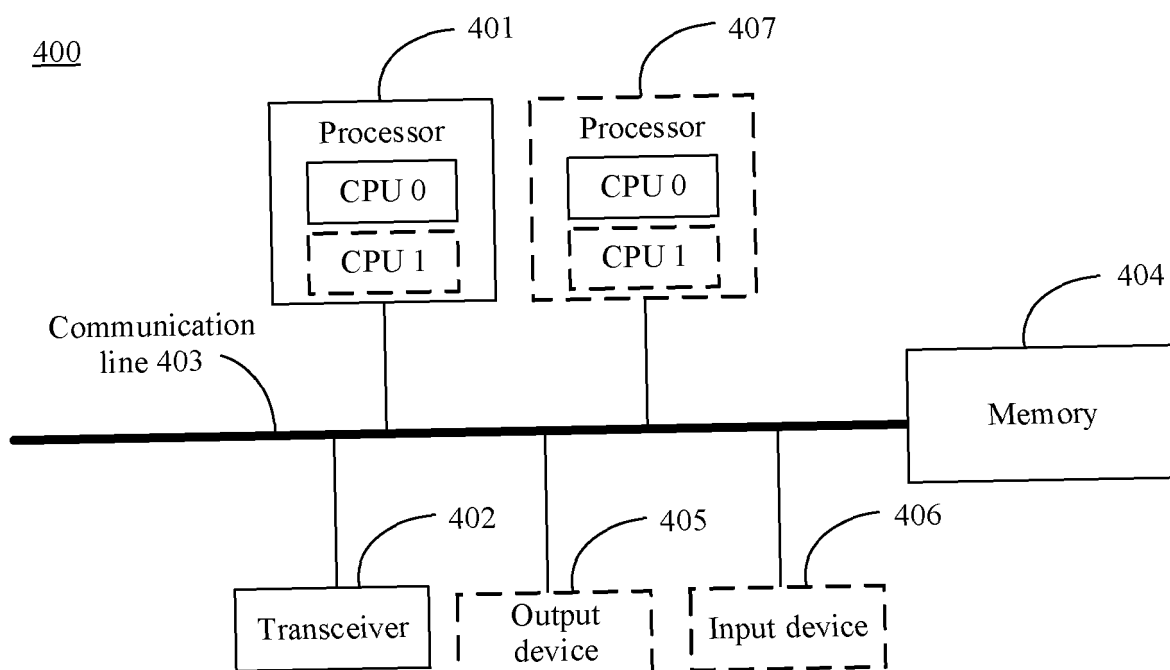 400
401
407
Processor
CPU 0
CPU 1
Processor
CPU 0
CPU 1
404
Communication
line 403
Memory
402
405
406
Transceiver
Output
device
Input device